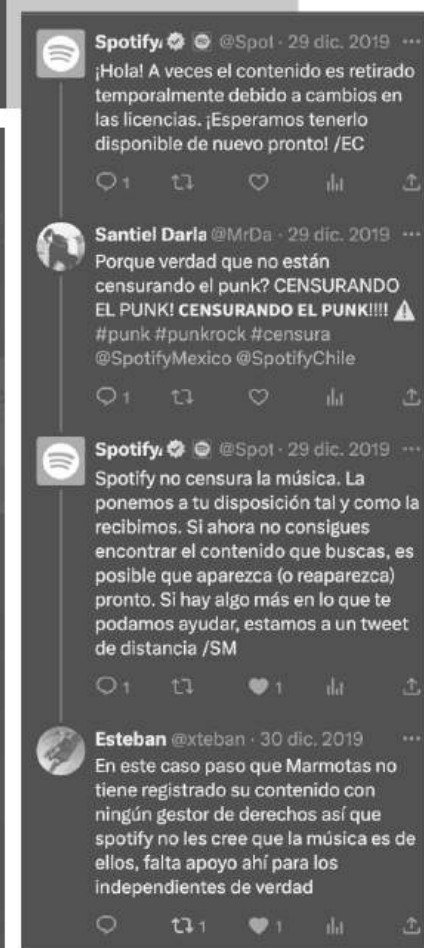 Spotify @Spot · 29 dic. 2019
¡Hola! A veces el contenido es retirado
temporalmente debido a cambios en
las licencias. ¡Esperamos tenerlo
disponible de nuevo pronto! /EC
1
Santiel Darla @MrDa · 29 dic. 2019
Porque verdad que no están
censurando el punk? CENSURANDO
EL PUNK! CENSURANDO EL PUNK!!!! ⚠
#punk #punkrock #censura
@SpotifyMexico @SpotifyChile
1
Spotify @Spot · 29 dic. 2019
Spotify no censura la música. La
ponemos a tu disposición tal y como la
recibimos. Si ahora no consigues
encontrar el contenido que buscas, es
posible que aparezca (o reaparezca)
pronto. Si hay algo más en lo que te
podamos ayudar, estamos a un tweet
de distancia /SM
1 1
Esteban @xteban · 30 dic. 2019
En este caso paso que Marmotas no
tiene registrado su contenido con
ningún gestor de derechos así que
spotify no les cree que la música es de
ellos, falta apoyo ahí para los
independientes de verdad
1 1